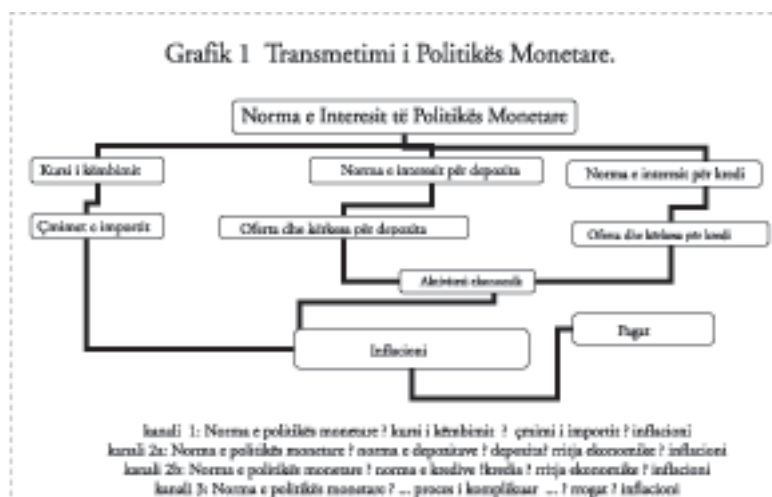 Grafik 1 Transmetimi i Politikës Monetare.
Norma e Interesit të Politikës Monetare
Kursi i këmbimit
Norma e interesit për depozita
Norma e interesit për kredi
Çmimet e importit
Oferta dhe kërkesa për depozita
Oferta dhe kërkesa për kredi
Aktiviteti ekonomik
Inflacioni
Pagat
kanali 1: Norma e politikës monetare ? kursi i këmbimit ? çmimi i importit ? inflacioni
kanali 2a: Norma e politikës monetare ? norma e depozitave ? depozita? rritja ekonomike ? inflacioni
kanali 2b: Norma e politikës monetare ? norma e kredive ?kredia ? rritja ekonomike ? inflacioni
kanali 3: Norma e politikës monetare ? ... proces i komplikuar ... ? rrogat ? inflacioni